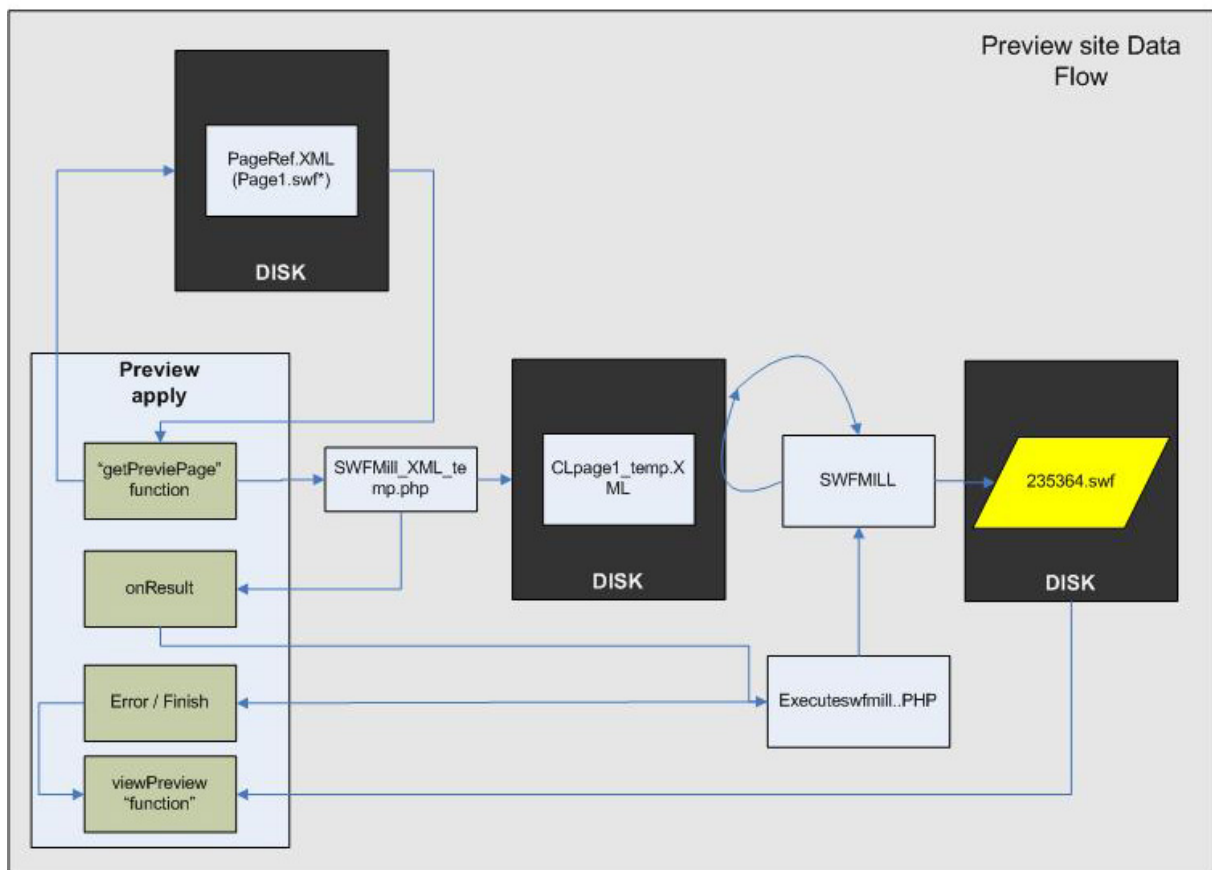 Preview site Data
Flow
PageRef.XML
(Page1.swf*)
DISK
Preview
apply
“getPreviePage”
function
SWFMill_XML_te
mp.php
CLpage1_temp.X
ML
DISK
SWFMILL
235364.swf
DISK
onResult
Error / Finish
Executeswfmill..PHP
viewPreview
“function”